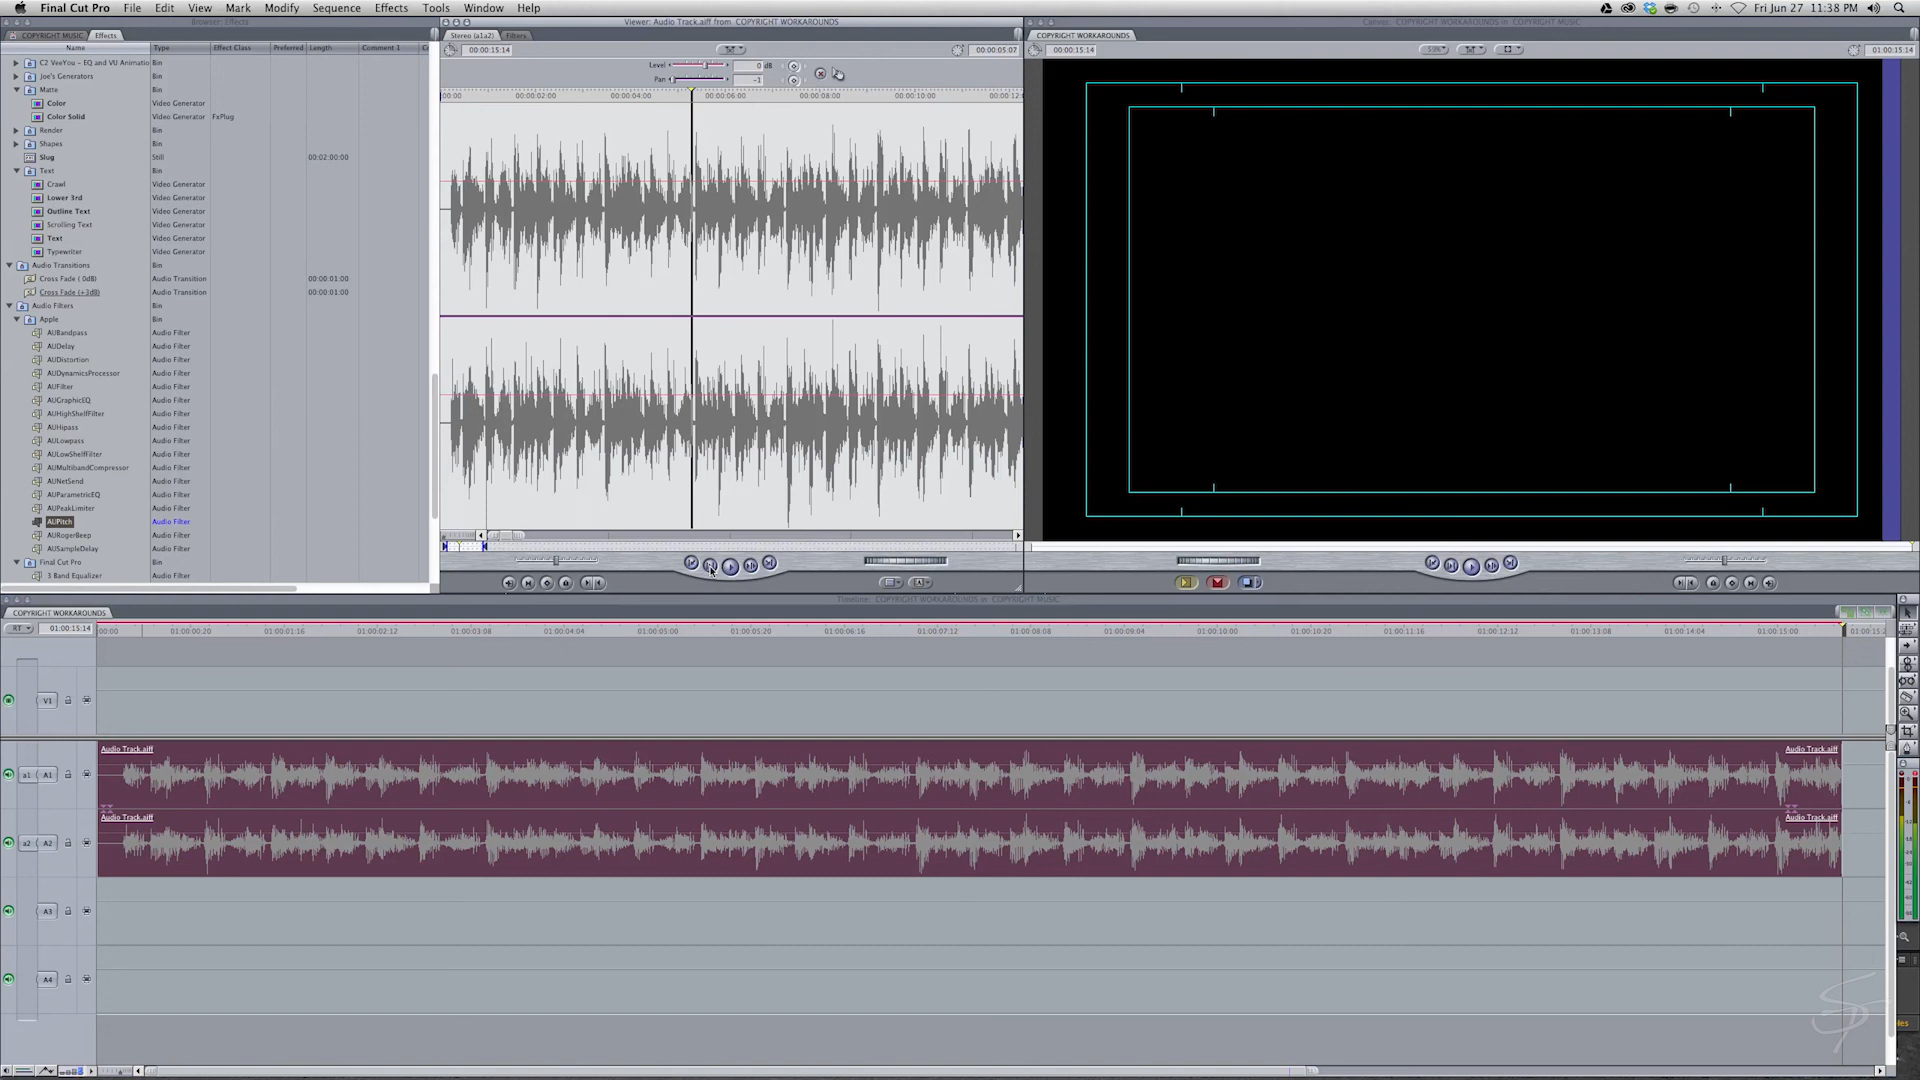 Final Cut Pro File Edit View Mark Modify Sequence Effects Tools Window Help Fri Jun 27 11:38 PM
Browser: Effects
COPYRIGHT MUSIC Effects
Name Type Effect Class Preferred Length Comment 1
C2 VeeYou - EQ and VU Animatio Bin
Joe's Generators Bin
Matte Bin
Color Video Generator
Color Solid Video Generator FxPlug
Render Bin
Shapes Bin
Slug Still 00:02:00:00
Text Bin
Crawl Video Generator
Lower 3rd Video Generator
Outline Text Video Generator
Scrolling Text Video Generator
Text Video Generator
Typewriter Video Generator
Audio Transitions Bin
Cross Fade ( 0dB) Audio Transition 00:00:01:00
Cross Fade (+3dB) Audio Transition 00:00:01:00
Audio Filters Bin
Apple Bin
AUBandpass Audio Filter
AUDelay Audio Filter
AUDistortion Audio Filter
AUDynamicsProcessor Audio Filter
AUFilter Audio Filter
AUGraphicEQ Audio Filter
AUHighShelfFilter Audio Filter
AUHipass Audio Filter
AULowpass Audio Filter
AULowShelfFilter Audio Filter
AUMultibandCompressor Audio Filter
AUNetSend Audio Filter
AUParametricEQ Audio Filter
AUPeakLimiter Audio Filter
AUPitch Audio Filter
AURogerBeep Audio Filter
AUSampleDelay Audio Filter
Final Cut Pro Bin
3 Band Equalizer Audio Filter
Viewer: Audio Track.aiff from COPYRIGHT WORKAROUNDS
Stereo (a1a2) Filters
00:00:15:14 00:00:05:07
Level 0 dB
Pan -1
00:00 00:00:02:00 00:00:04:00 00:00:06:00 00:00:08:00 00:00:10:00 00:00:12:0
Canvas: COPYRIGHT WORKAROUNDS in COPYRIGHT MUSIC
COPYRIGHT WORKAROUNDS
00:00:15:14 01:00:15:14
Timeline: COPYRIGHT WORKAROUNDS in COPYRIGHT MUSIC
COPYRIGHT WORKAROUNDS
RT 01:00:15:14 00:00 01:00:00:20 01:00:01:16 01:00:02:12 01:00:03:08 01:00:04:04 01:00:05:00 01:00:05:20 01:00:06:16 01:00:07:12 01:00:08:08 01:00:09:04 01:00:10:00 01:00:10:20 01:00:11:16 01:00:12:12 01:00:13:08 01:00:14:04 01:00:15:00 01:00:15:2
V1
Audio Track.aiff Audio Track.aiff
a1 A1
Audio Track.aiff Audio Track.aiff
a2 A2
A3
A4